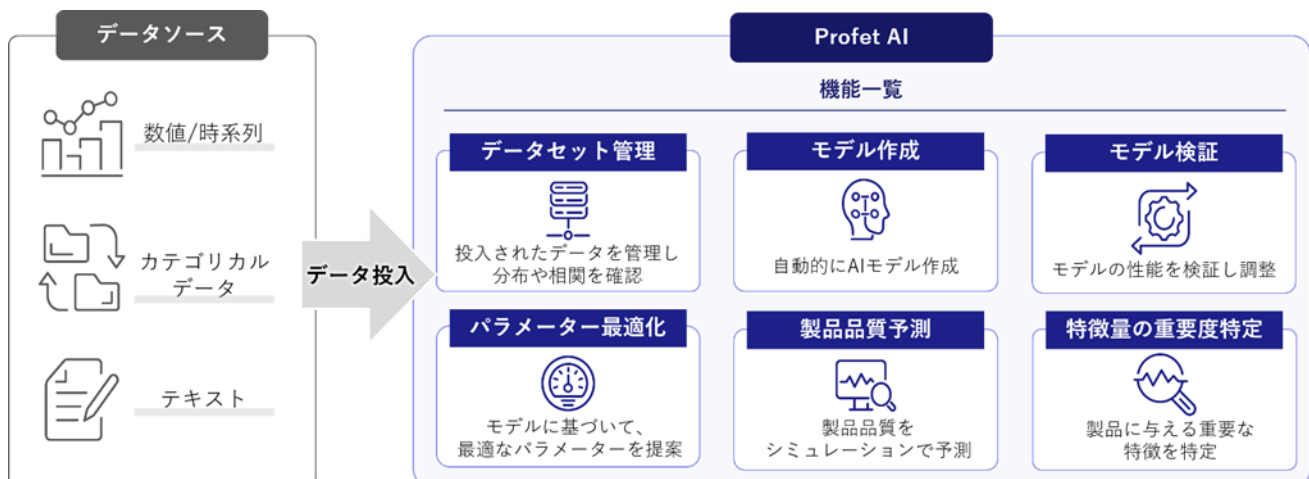 データソース
数値/時系列
カテゴリカル
データ
テキスト
データ投入
Profet AI
機能一覧
データセット管理
投入されたデータを管理し
分布や相関を確認
モデル作成
自動的にAIモデル作成
モデル検証
モデルの性能を検証し調整
パラメーター最適化
モデルに基づいて、
最適なパラメーターを提案
製品品質予測
製品品質を
シミュレーションで予測
特徴量の重要度特定
製品に与える重要な
特徴を特定